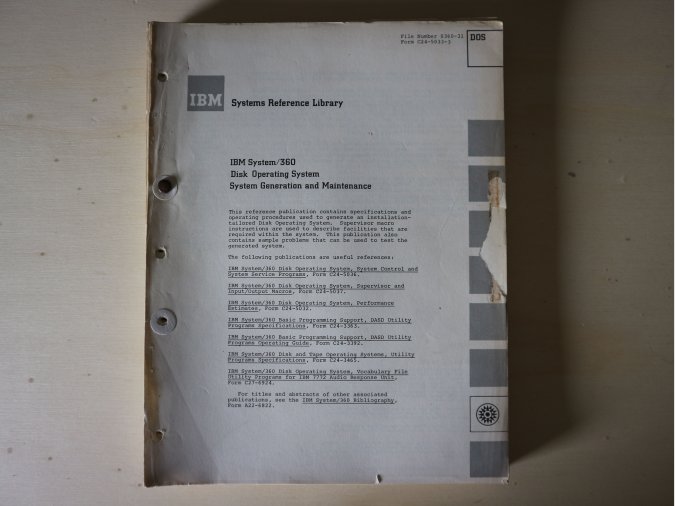 File Number S360-31
Form C24-5033-3
DOS
IBM
Systems Reference Library
IBM System/360
Disk Operating System
System Generation and Maintenance
This reference publication contains specifications and
operating procedures used to generate an installation-
tailored Disk Operating System. Supervisor macro
instructions are used to describe facilities that are
required within the system. This publication also
contains sample problems that can be used to test the
generated system.
The following publications are useful references:
IBM System/360 Disk Operating System, System Control and
System Service Programs, Form C24-5036.
IBM System/360 Disk Operating System, Supervisor and
Input/Output Macros, Form C24-5037.
IBM System/360 Disk Operating System, Performance
Estimates, Form C24-5032.
IBM System/360 Basic Programming Support, DASD Utility
Programs Specifications, Form C24-3363.
IBM System/360 Basic Programming Support, DASD Utility
Programs Operating Guide, Form C24-3392.
IBM System/360 Disk and Tape Operating Systems, Utility
Programs Specifications, Form C24-3465.
IBM System/360 Disk Operating System, Vocabulary File
Utility Programs for IBM 7772 Audio Response Unit,
Form C27-6924.
For titles and abstracts of other associated
publications, see the IBM System/360 Bibliography,
Form A22-6822.